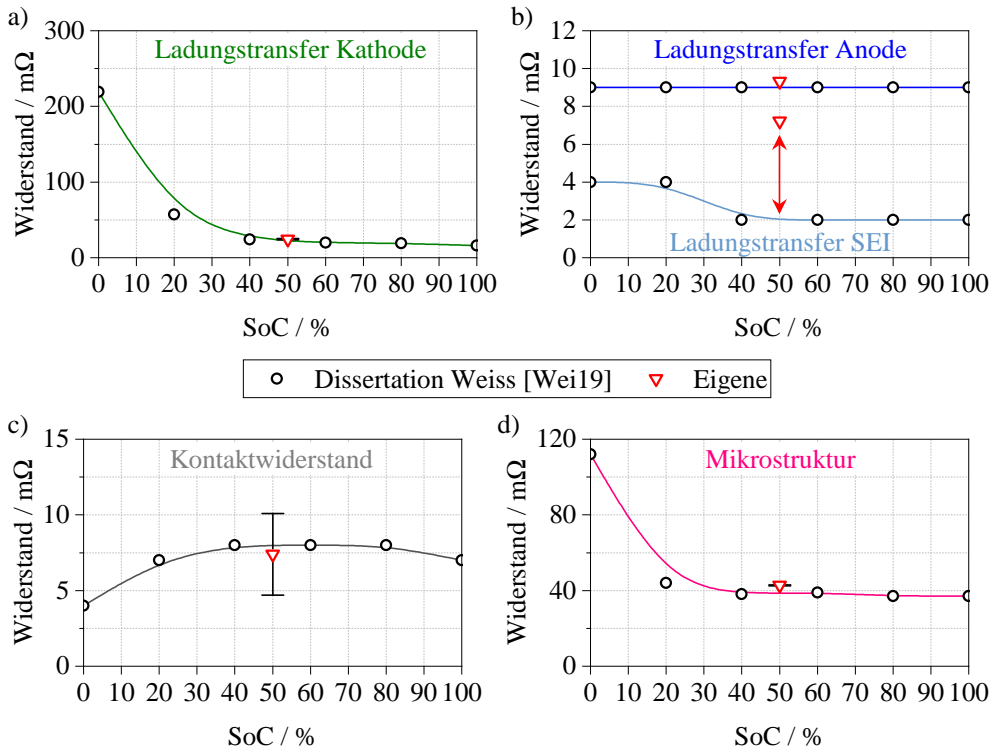 a)
Widerstand / mΩ
300
200
100
0
Ladungstransfer Kathode
0 10 20 30 40 50 60 70 80 90 100
SoC / %
b)
Widerstand / mΩ
12
10
8
6
4
2
0
Ladungstransfer Anode
Ladungstransfer SEI
0 10 20 30 40 50 60 70 80 90 100
SoC / %
Dissertation Weiss [Wei19]
Eigene
c)
Widerstand / mΩ
15
10
5
0
Kontaktwiderstand
0 10 20 30 40 50 60 70 80 90 100
SoC / %
d)
Widerstand / mΩ
120
80
40
0
Mikrostruktur
0 10 20 30 40 50 60 70 80 90 100
SoC / %